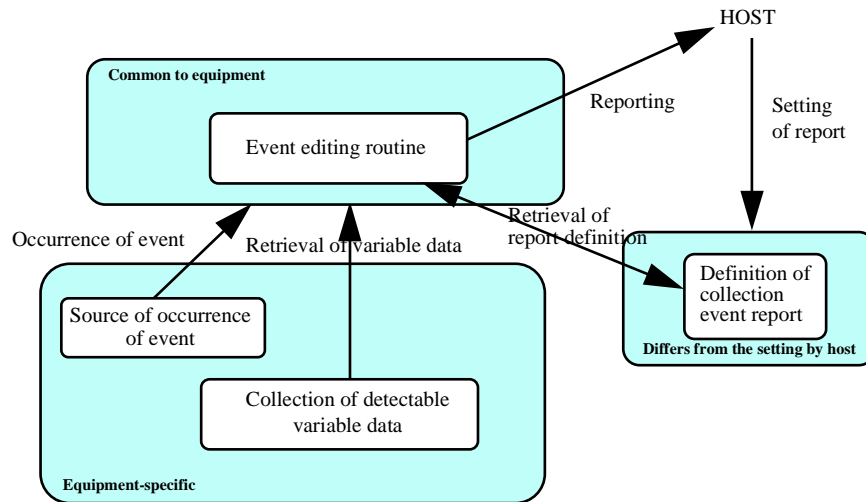 HOST
Common to equipment
Event editing routine
Reporting
Setting
of report
Occurrence of event
Retrieval of variable data
Retrieval of
report definition
Source of occurrence
of event
Definition of
collection
event report
Differs from the setting by host
Collection of detectable
variable data
Equipment-specific